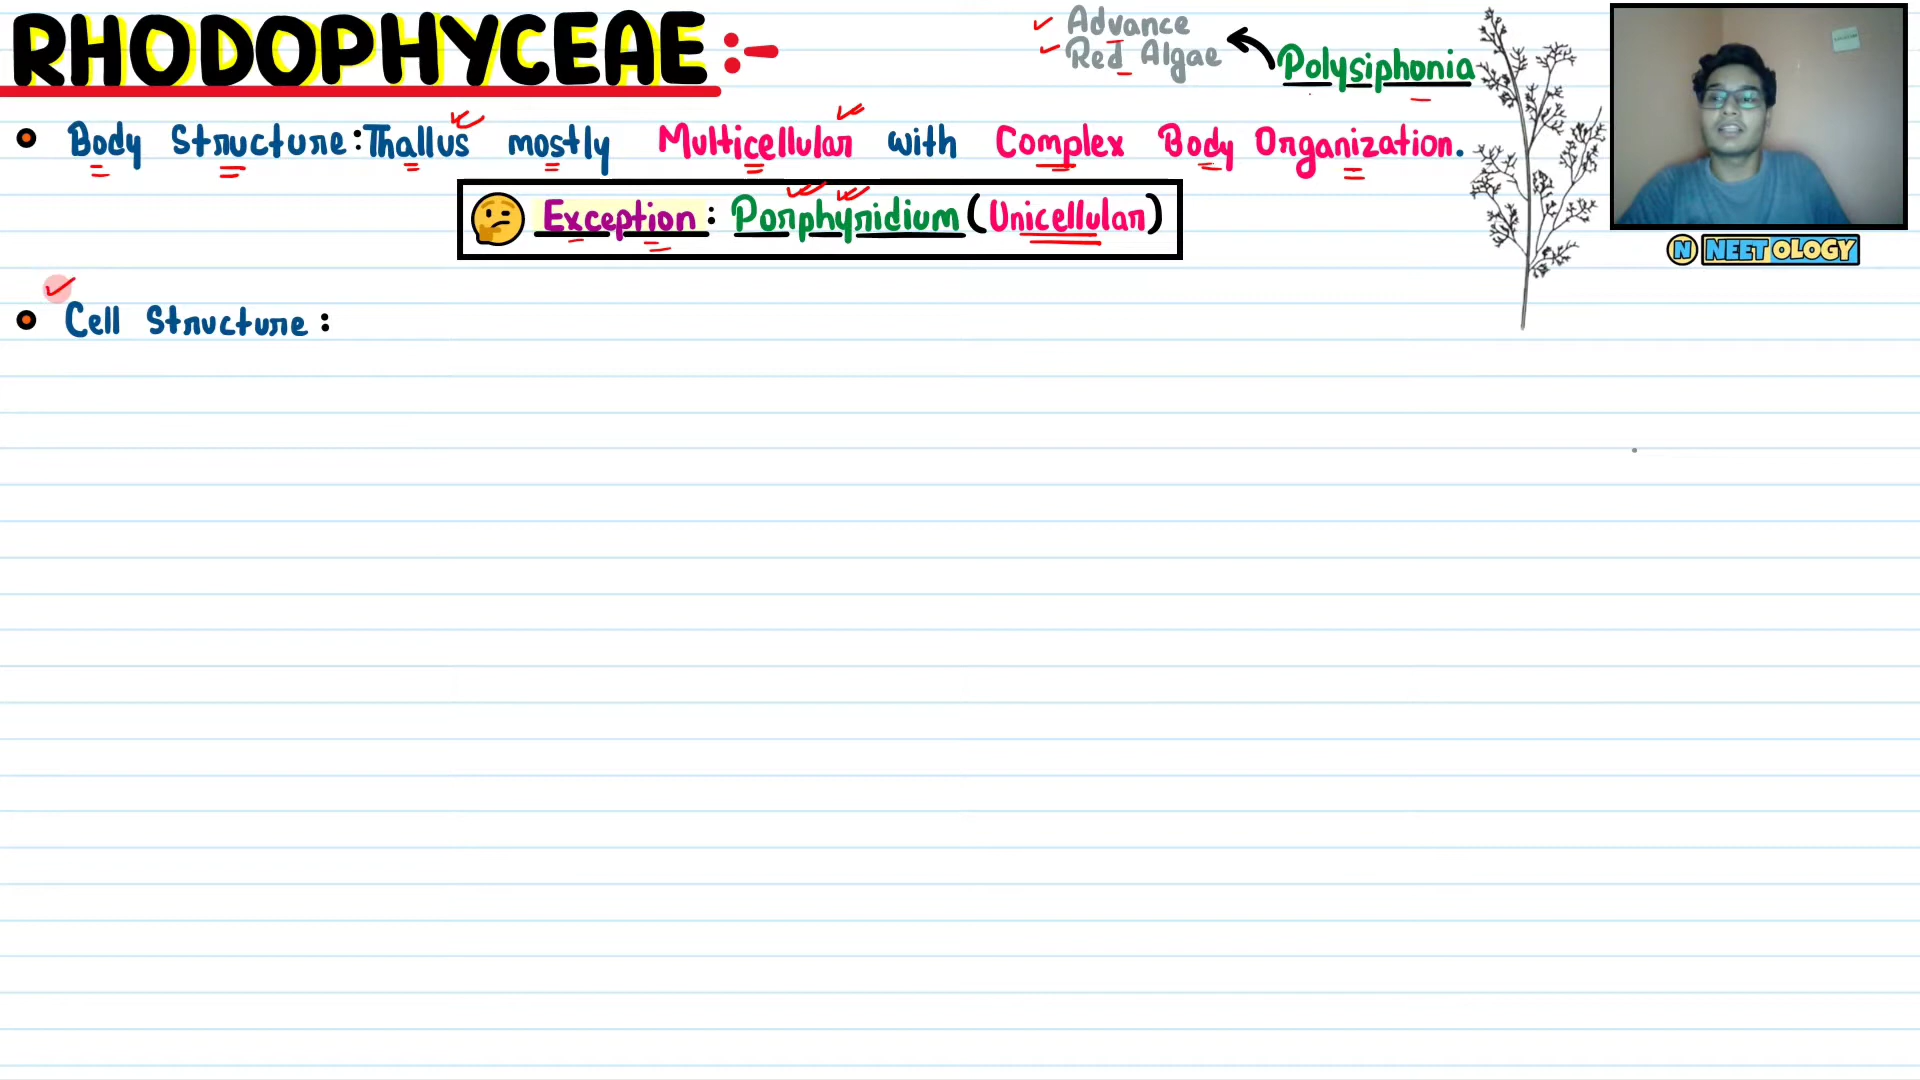 RHODOPHYCEAE :-
Advance
Red Algae
Polysiphonia
• Body Structure: Thallus mostly Multicellular with Complex Body Organization.
Exception: Porphyridium (Unicellular)
N NEETOLOGY
• Cell Structure :